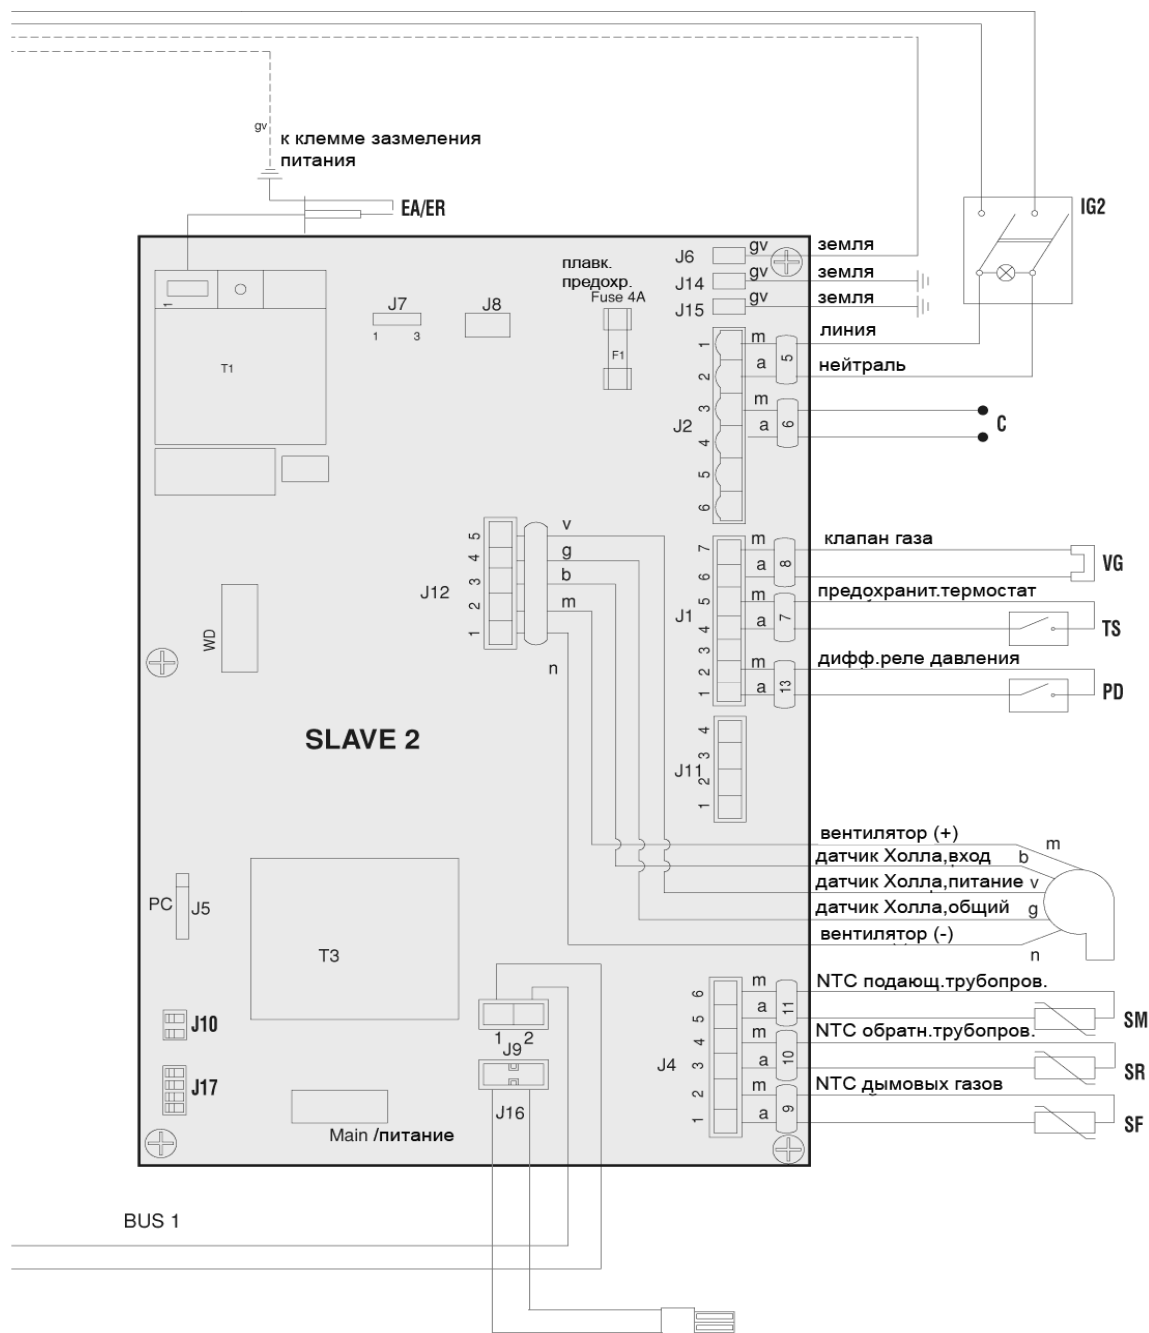 gv
к клемме зазмеления
питания
EA/ER
IG2
J6
gv
земля
J14
gv
земля
J15
gv
земля
плавк.
предохр.
Fuse 4A
F1
J7
1 3
J8
1
T1
J2
1
2
3
4
5
6
m
a
5
линия
нейтраль
m
a
6
C
J12
5
4
3
2
1
v
g
b
m
n
J1
7
6
5
4
3
2
1
m
a
8
клапан газа
VG
m
a
7
предохранит.термостат
TS
m
a
13
дифф.реле давления
PD
WD
SLAVE 2
J11
4
3
2
1
вентилятор (+)
m
датчик Холла,вход
b
датчик Холла,питание
v
датчик Холла,общий
g
вентилятор (-)
n
PC
J5
T3
J10
J17
1 2
J9
J16
Main /питание
J4
6
5
4
3
2
1
m
a
11
NTC подающ.трубопров.
SM
m
a
10
NTC обратн.трубопров.
SR
m
a
9
NTC дымовых газов
SF
BUS 1